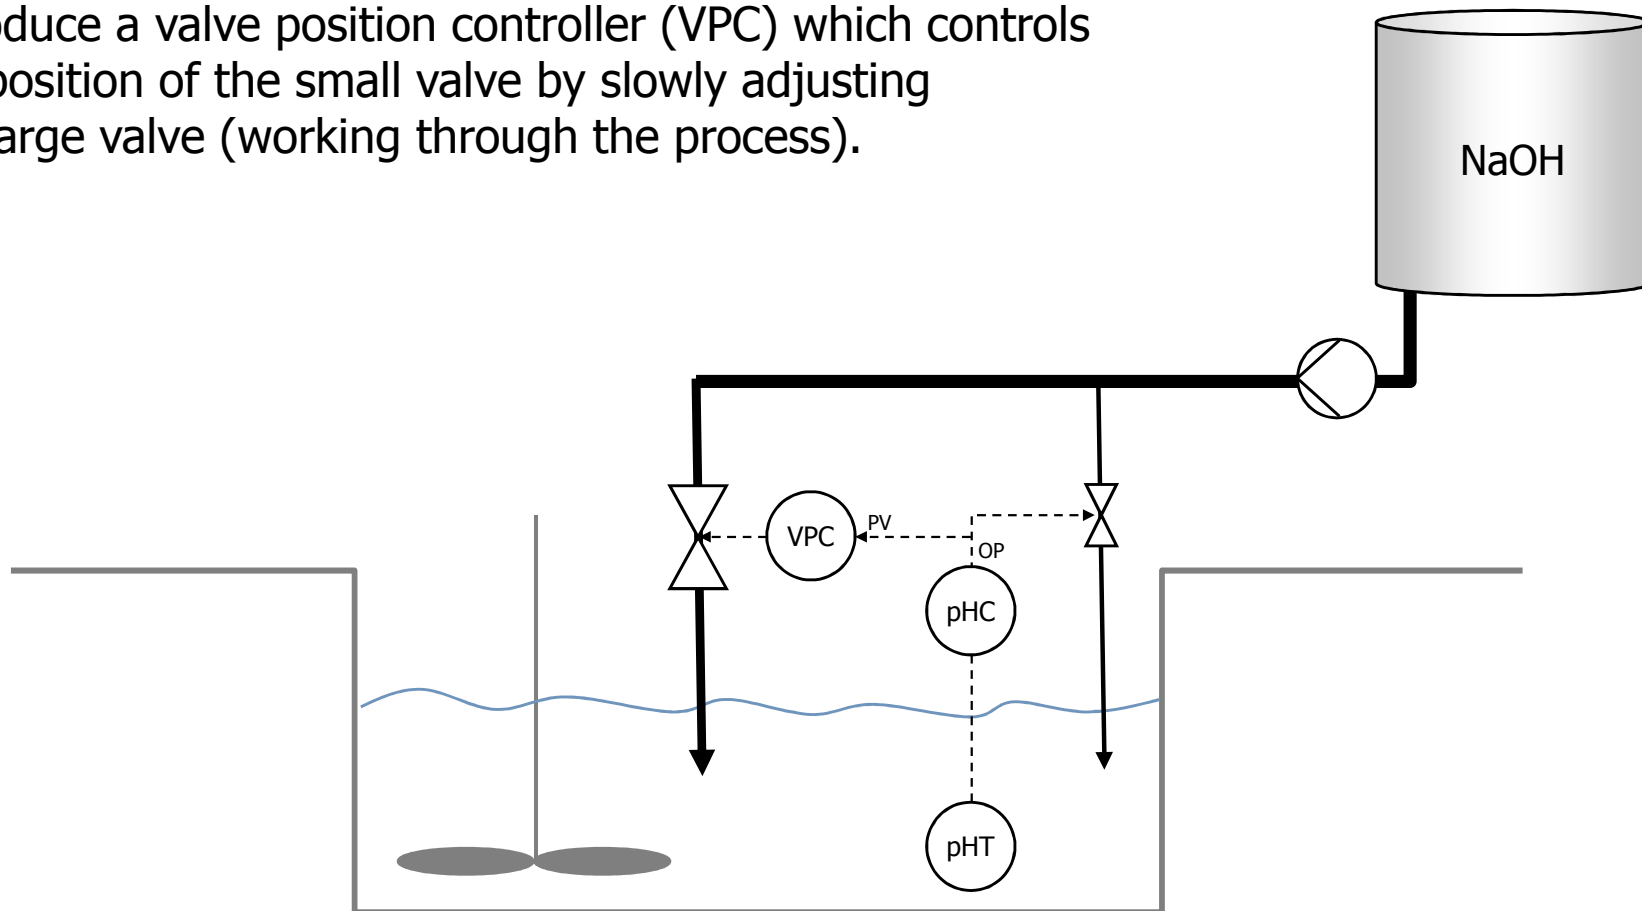 duce a valve position controller (VPC) which controls
position of the small valve by slowly adjusting
arge valve (working through the process).
NaOH
PV
VPC
OP
pHC
pHT